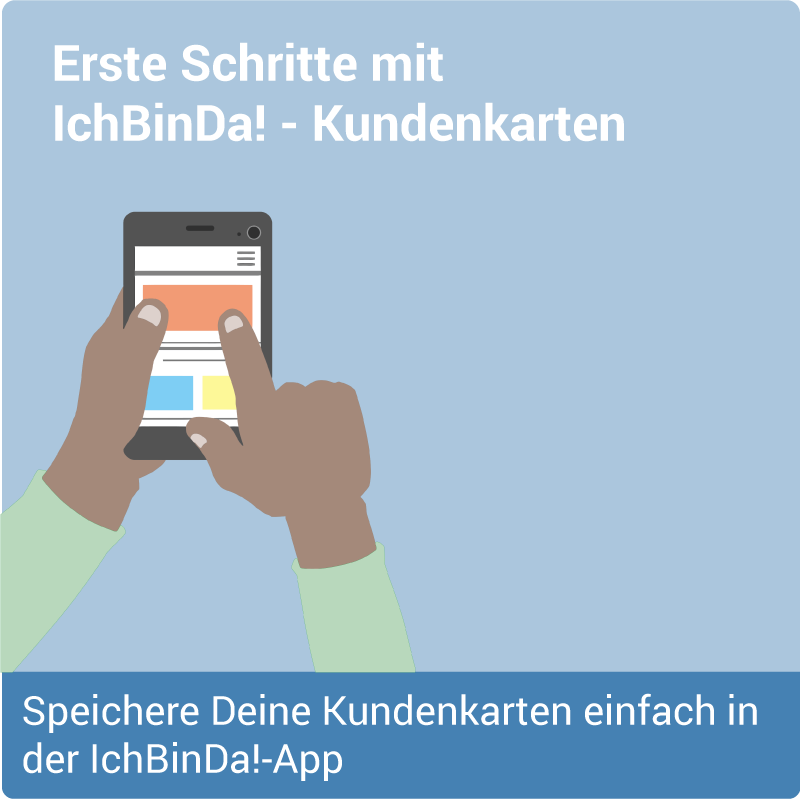 Erste Schritte mit
IchBinDa! - Kundenkarten
Speichere Deine Kundenkarten einfach in
der IchBinDa!-App